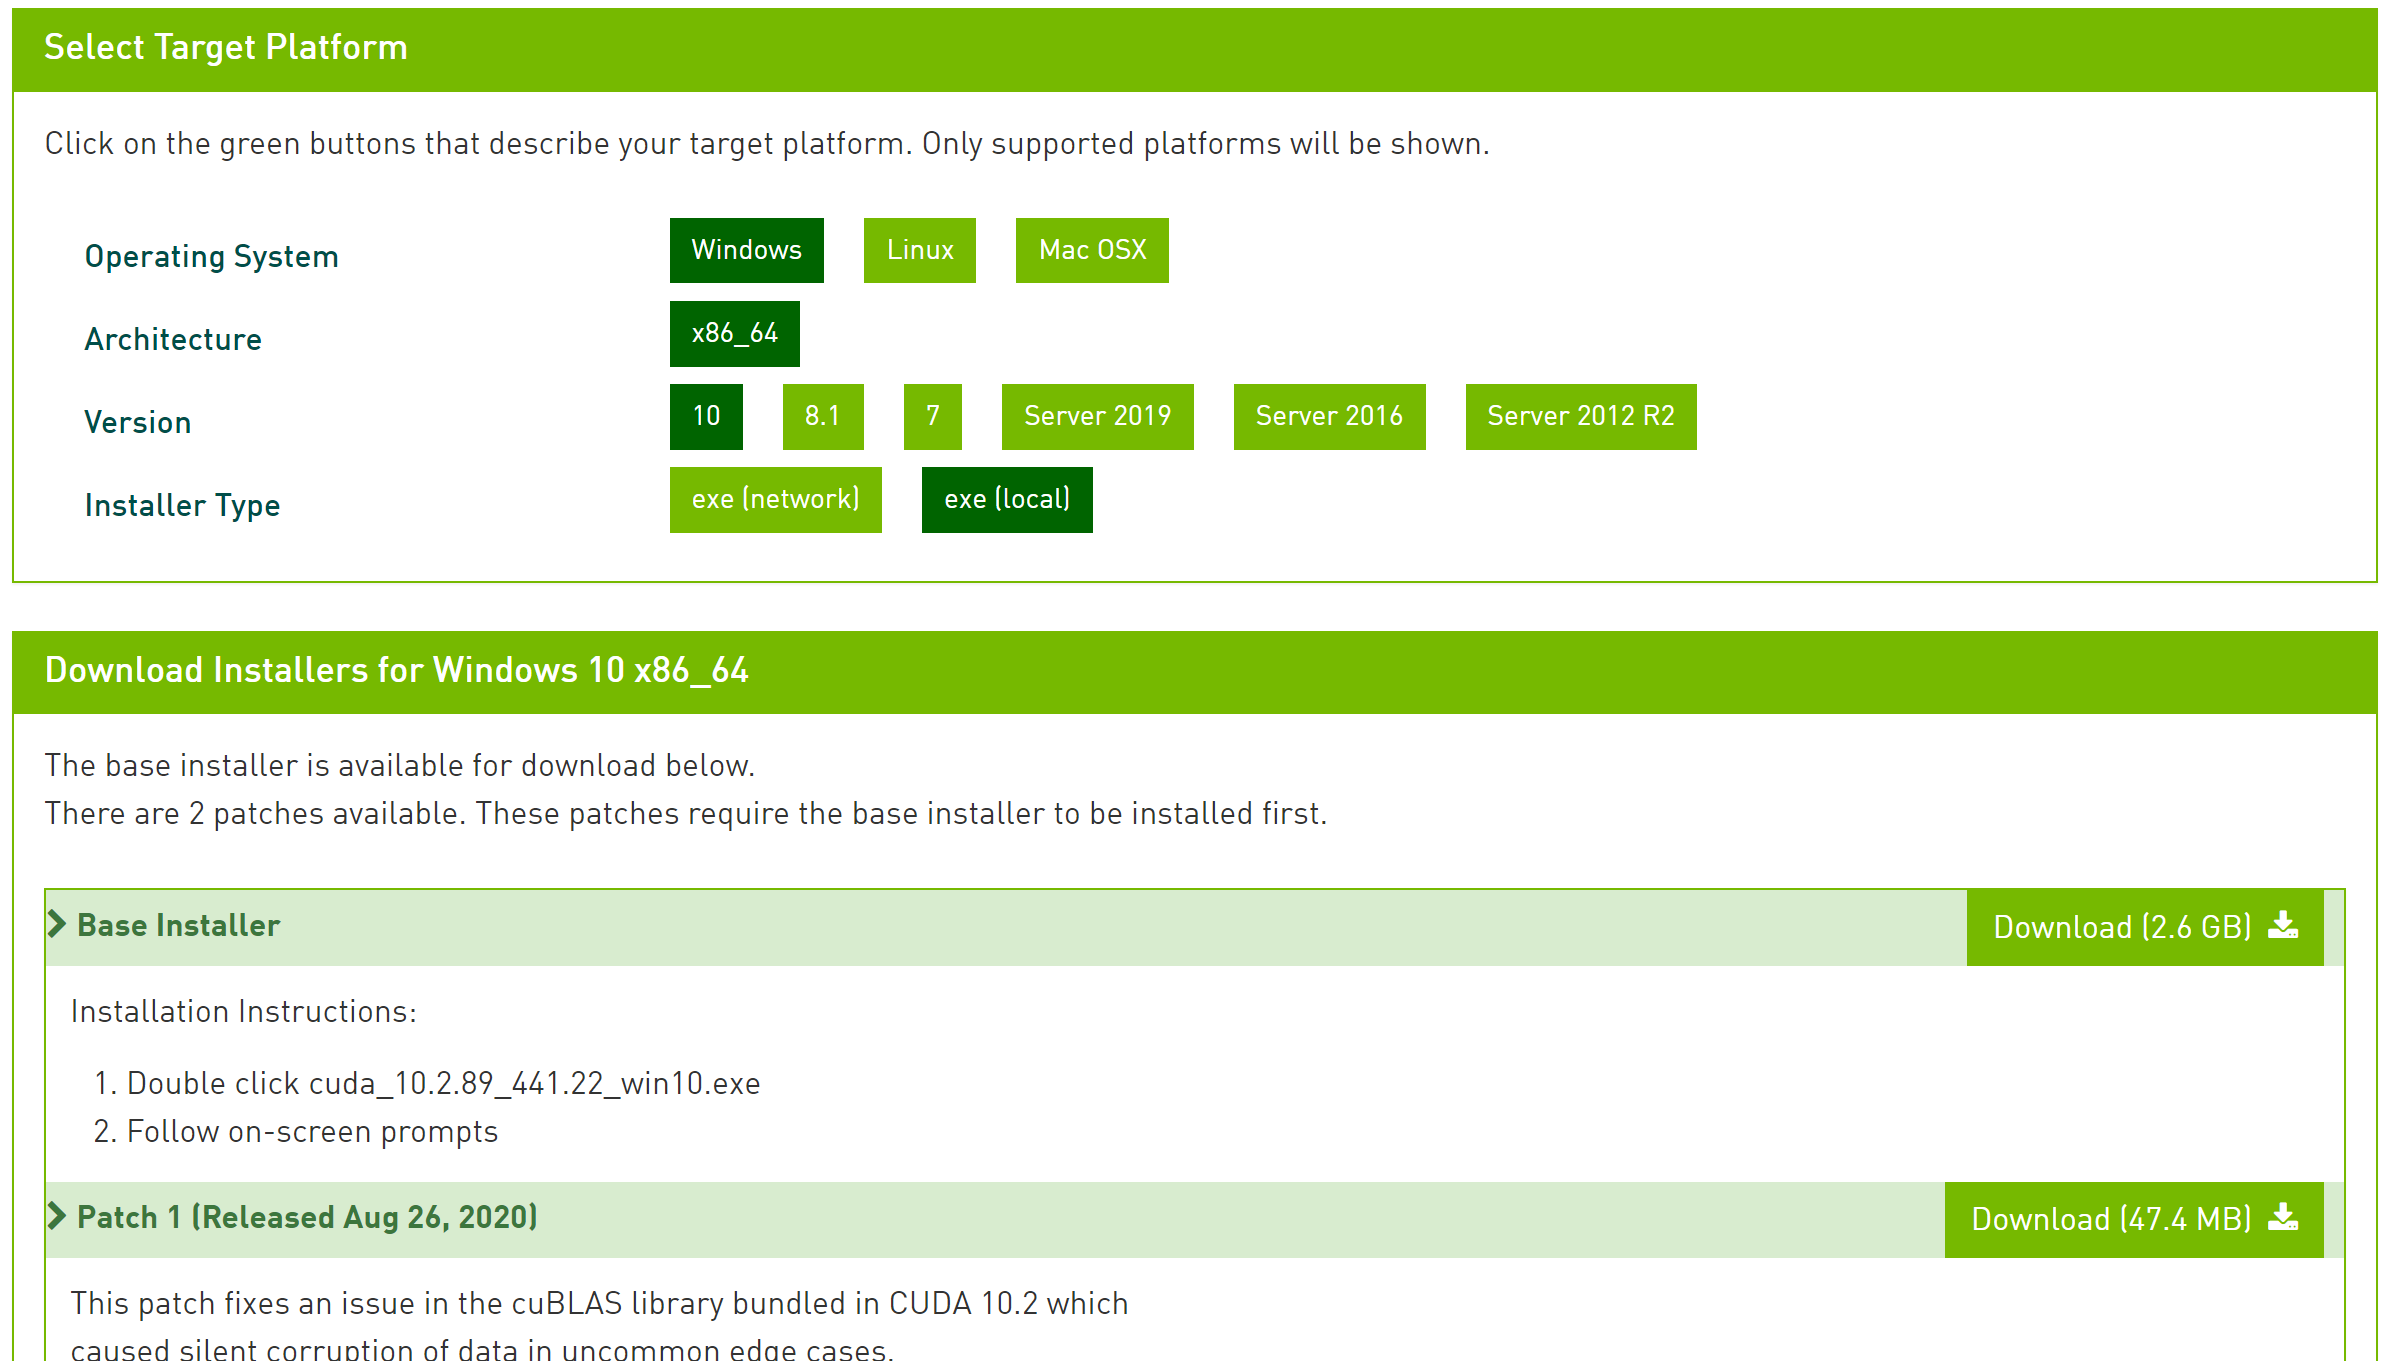 Select Target Platform
Click on the green buttons that describe your target platform. Only supported platforms will be shown.
Operating System Windows Linux Mac OSX
Architecture x86_64
Version 10 8.1 7 Server 2019 Server 2016 Server 2012 R2
Installer Type exe (network) exe (local)
Download Installers for Windows 10 x86_64
The base installer is available for download below.
There are 2 patches available. These patches require the base installer to be installed first.
Base Installer Download (2.6 GB)
Installation Instructions:
1. Double click cuda_10.2.89_441.22_win10.exe
2. Follow on-screen prompts
Patch 1 (Released Aug 26, 2020) Download (47.4 MB)
This patch fixes an issue in the cuBLAS library bundled in CUDA 10.2 which
caused silent corruption of data in uncommon edge cases.